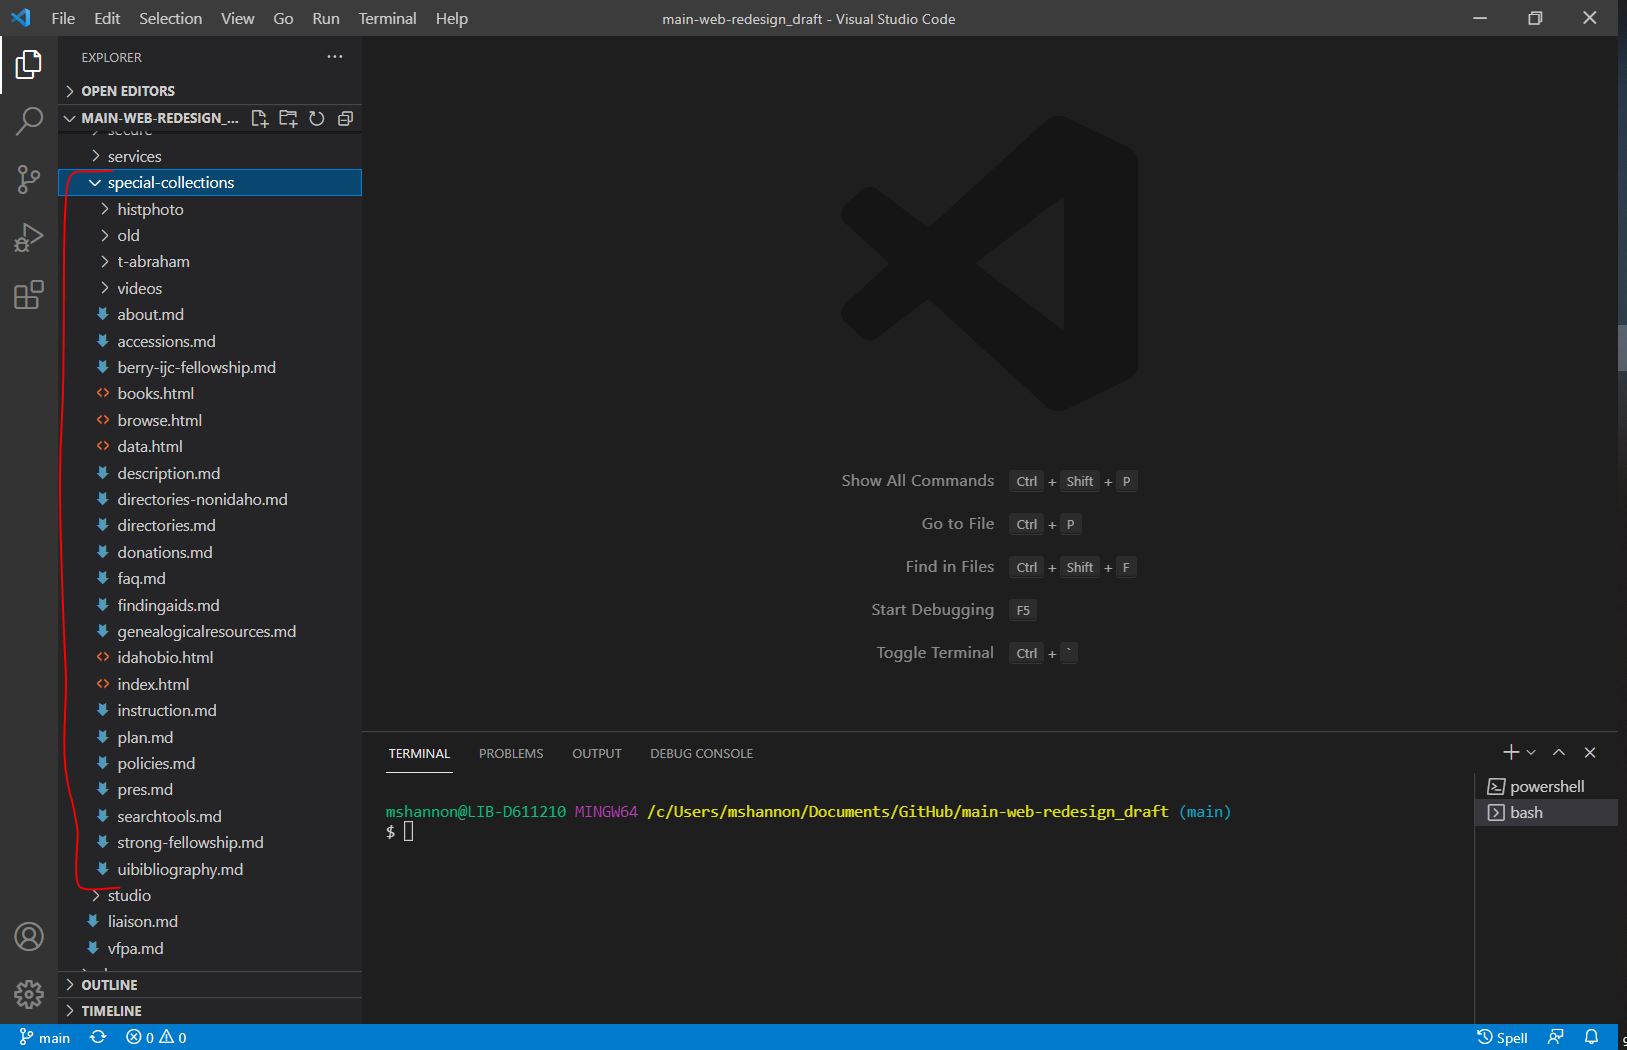 File Edit Selection View Go Run Terminal Help
main-web-redesign_draft - Visual Studio Code
EXPLORER
OPEN EDITORS
MAIN-WEB-REDESIGN_...
secure
services
special-collections
histphoto
old
t-abraham
videos
about.md
accessions.md
berry-ijc-fellowship.md
books.html
browse.html
data.html
description.md
directories-nonidaho.md
directories.md
donations.md
faq.md
findingaids.md
genealogicalresources.md
idahobio.html
index.html
instruction.md
plan.md
policies.md
pres.md
searchtools.md
strong-fellowship.md
uibibliography.md
studio
liaison.md
vfpa.md
OUTLINE
TIMELINE
Show All Commands Ctrl + Shift + P
Go to File Ctrl + P
Find in Files Ctrl + Shift + F
Start Debugging F5
Toggle Terminal Ctrl + `
TERMINAL PROBLEMS OUTPUT DEBUG CONSOLE
mshannon@LIB-D611210 MINGW64 /c/Users/mshannon/Documents/GitHub/main-web-redesign_draft (main)
$
powershell
bash
main 0 0 Spell